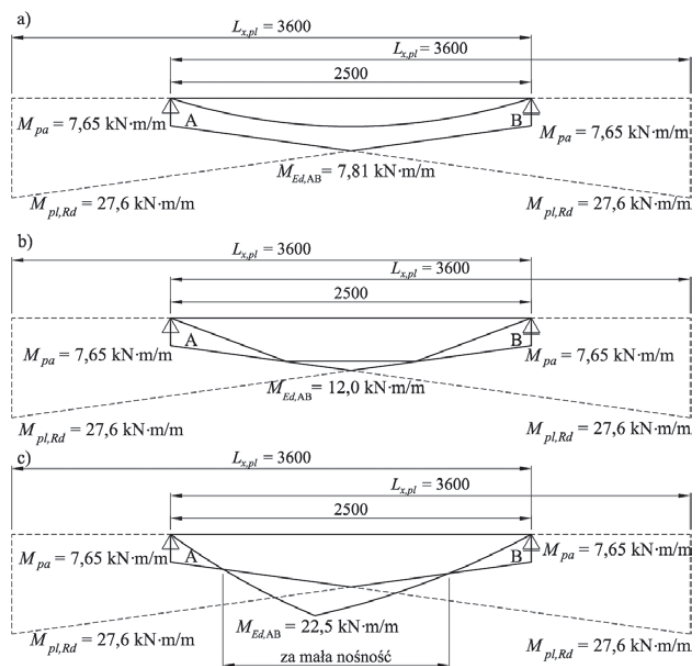 a)
L_x,pl = 3600
L_x,pl = 3600
2500
M_pa = 7,65 kN·m/m
A
B
M_pa = 7,65 kN·m/m
M_Ed,AB = 7,81 kN·m/m
M_pl,Rd = 27,6 kN·m/m
M_pl,Rd = 27,6 kN·m/m
b)
L_x,pl = 3600
L_x,pl = 3600
2500
M_pa = 7,65 kN·m/m
A
B
M_pa = 7,65 kN·m/m
M_Ed,AB = 12,0 kN·m/m
M_pl,Rd = 27,6 kN·m/m
M_pl,Rd = 27,6 kN·m/m
c)
L_x,pl = 3600
L_x,pl = 3600
2500
M_pa = 7,65 kN·m/m
A
B
M_pa = 7,65 kN·m/m
M_pl,Rd = 27,6 kN·m/m
M_Ed,AB = 22,5 kN·m/m
M_pl,Rd = 27,6 kN·m/m
za mała nośność